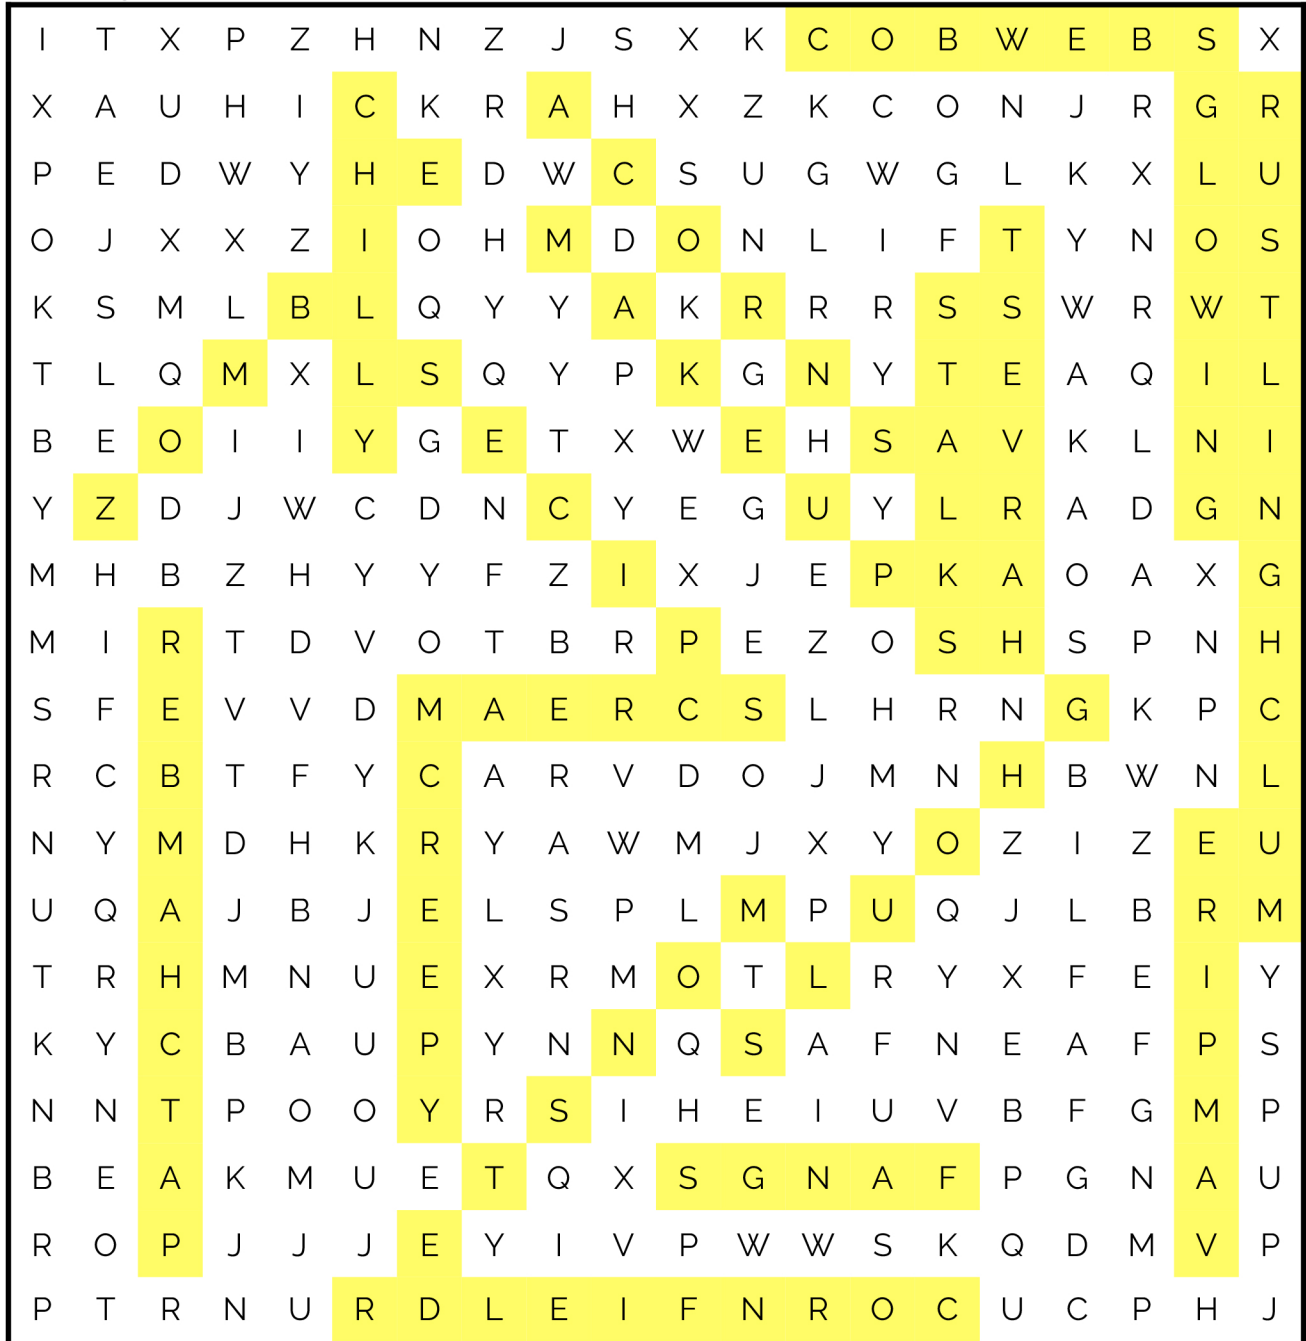 I T X P Z H N Z J S X K C O B W E B S X
X A U H I C K R A H X Z K C O N J R G R
P E D W Y H E D W C S U G W G L K X L U
O J X X Z I O H M D O N L I F T Y N O S
K S M L B L Q Y Y A K R R R S S W R W T
T L Q M X L S Q Y P K G N Y T E A Q I L
B E O I I Y G E T X W E H S A V K L N I
Y Z D J W C D N C Y E G U Y L R A D G N
M H B Z H Y Y F Z I X J E P K A O A X G
M I R T D V O T B R P E Z O S H S P N H
S F E V V D M A E R C S L H R N G K P C
R C B T F Y C A R V D O J M N H B W N L
N Y M D H K R Y A W M J X Y O Z I Z E U
U Q A J B J E L S P L M P U Q J L B R M
T R H M N U E X R M O T L R Y X F E I Y
K Y C B A U P Y N N Q S A F N E A F P S
N N T P O O Y R S I H E I U V B F G M P
B E A K M U E T Q X S G N A F P G N A U
R O P J J J E Y I V P W W S K Q D M V P
P T R N U R D L E I F N R O C U C P H J